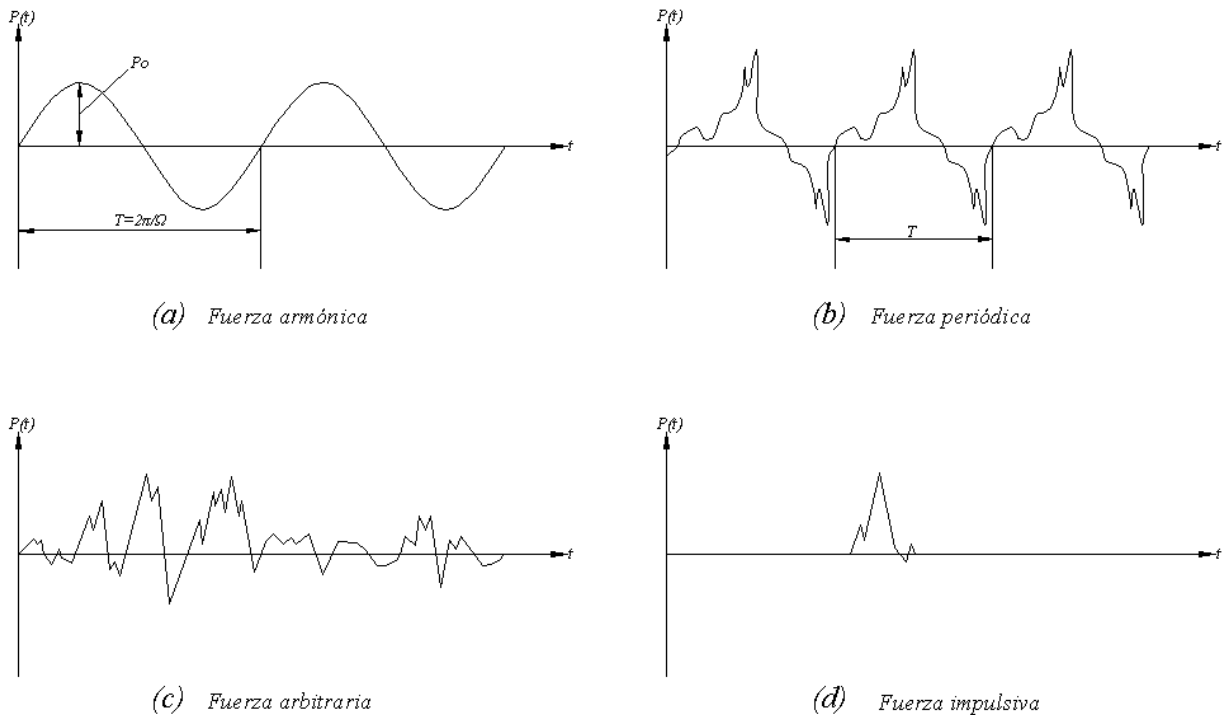 P(t)
Po
t
T=2π/Ω
(a) Fuerza armónica
P(t)
t
T
(b) Fuerza periódica
P(t)
t
(c) Fuerza arbitraria
P(t)
t
(d) Fuerza impulsiva